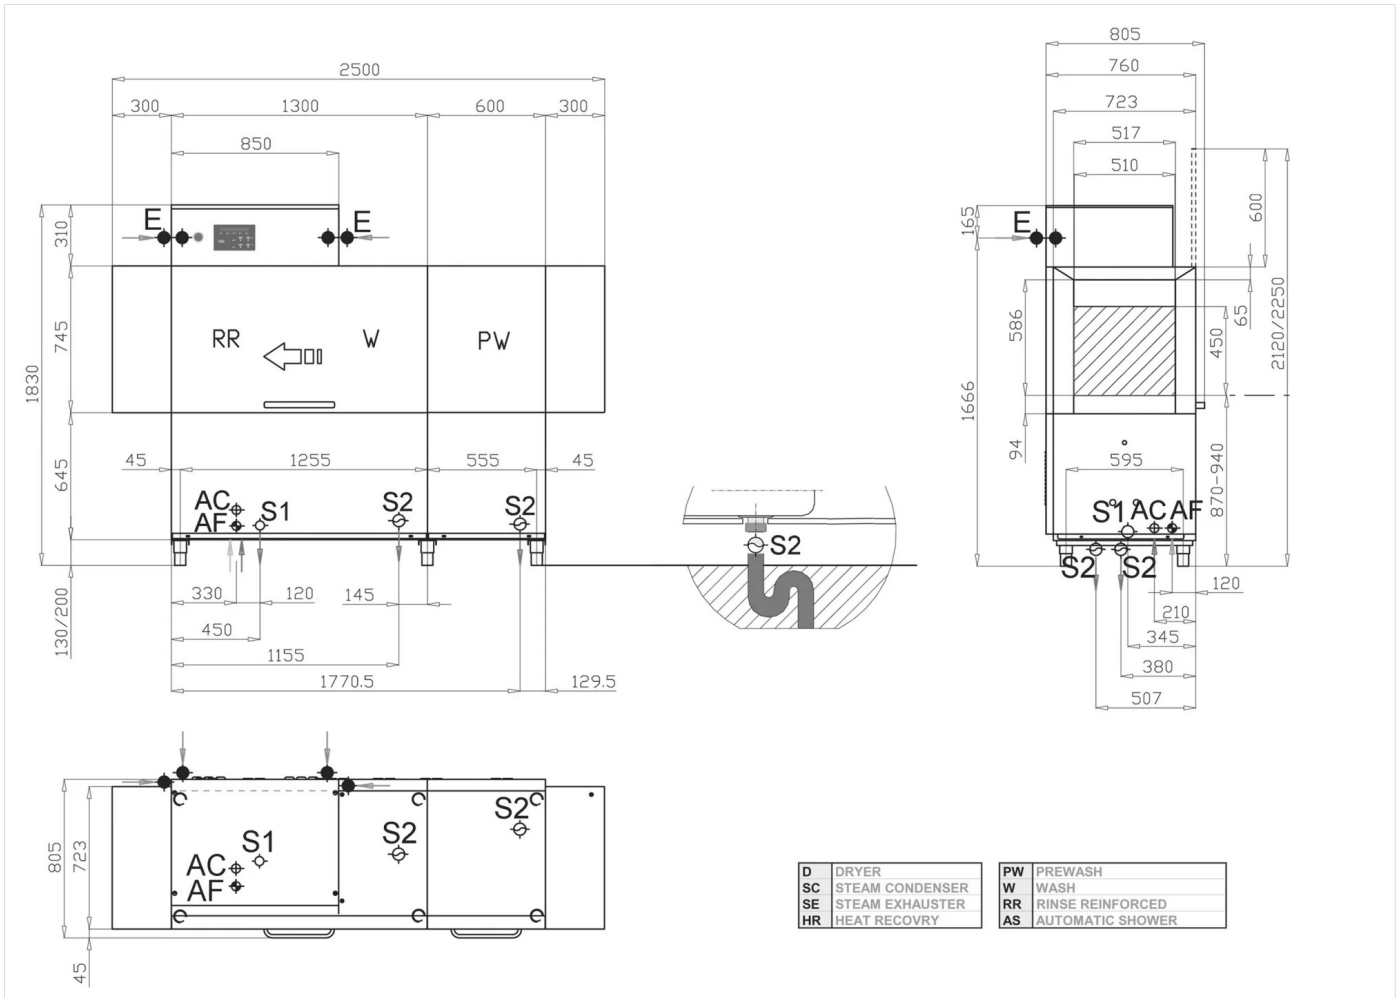 2500
300 1300 600 300
850
E E
310
745
1830
645
130/200
RR W PW
45 1255 555 45
AC
AF S1 S2 S2
330 120 145
450
1155
1770.5 129.5
S2
805
760
723
517
510
165
E
600
65
2120/2250
586
450
1666
94
870-940
595
S1 AC AF
S2 S2
120
210
345
380
507
805
723
45
S2
S2
S1
AC
AF
D DRYER
SC STEAM CONDENSER
SE STEAM EXHAUSTER
HR HEAT RECOVRY
PW PREWASH
W WASH
RR RINSE REINFORCED
AS AUTOMATIC SHOWER